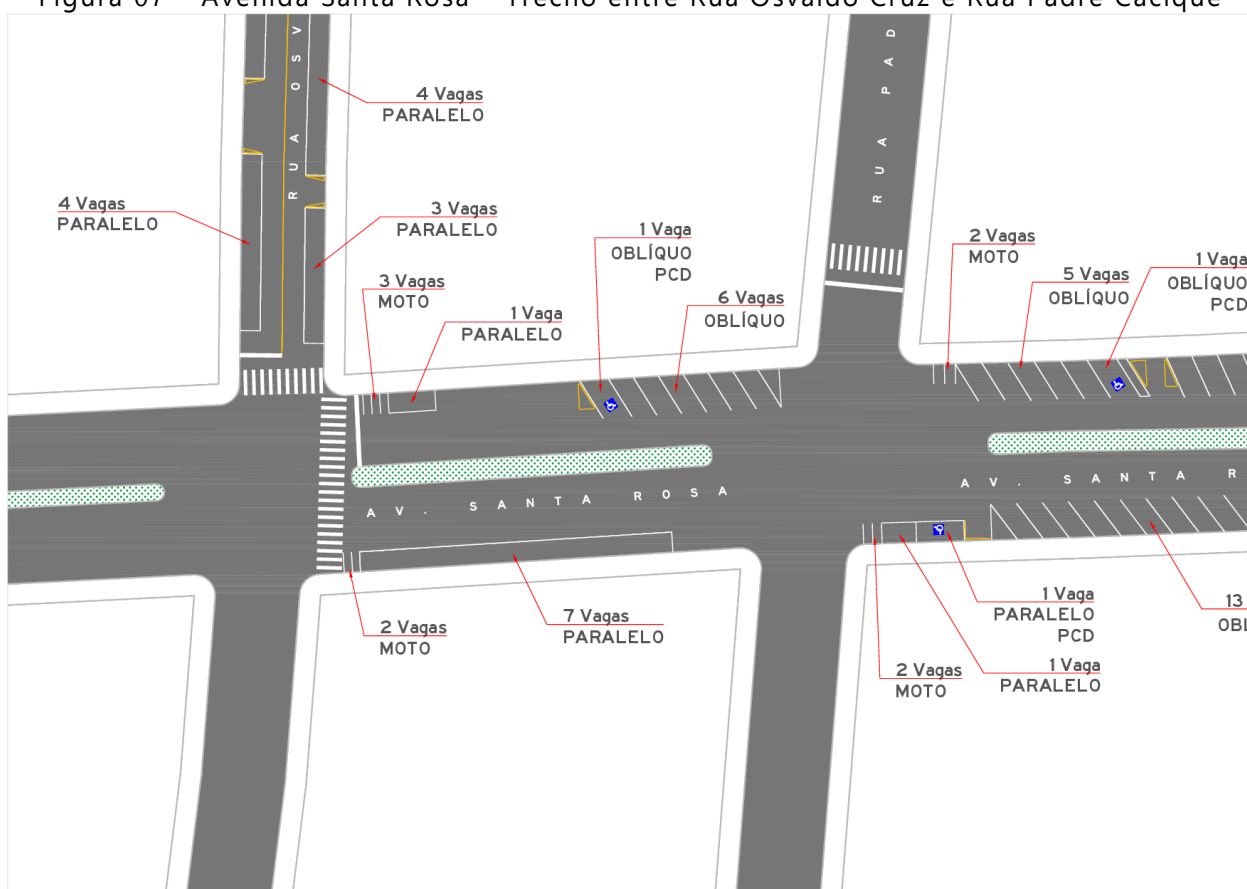 Figura 07 – Avenida Santa Rosa – Trecho entre Rua Osvaldo Cruz e Rua Padre Cacique
RUA OSV
RUA PAD
4 Vagas
PARALELO
4 Vagas
PARALELO
3 Vagas
PARALELO
1 Vaga
OBLÍQUO
PCD
2 Vagas
MOTO
1 Vaga
OBLÍQUO
PCD
5 Vagas
OBLÍQUO
3 Vagas
MOTO
1 Vaga
PARALELO
6 Vagas
OBLÍQUO
AV. SANTA ROSA
AV. SANTA R
2 Vagas
MOTO
7 Vagas
PARALELO
1 Vaga
PARALELO
PCD
13
OBL
2 Vagas
MOTO
1 Vaga
PARALELO